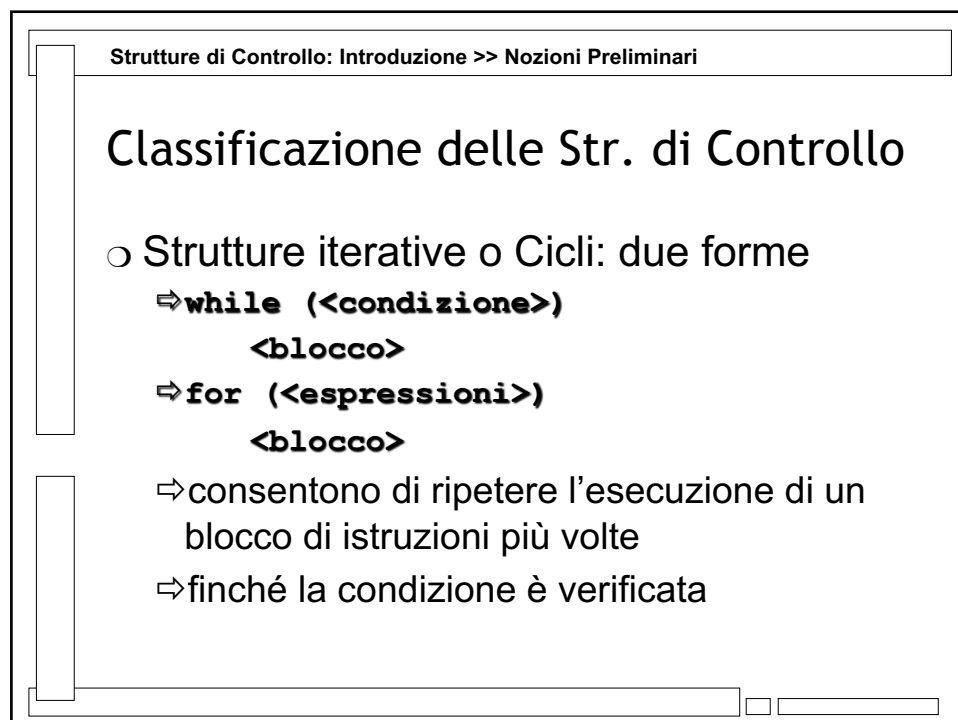 Strutture di Controllo: Introduzione >> Nozioni Preliminari
Classificazione delle Str. di Controllo
❍ Strutture iterative o Cicli: due forme
⇨while (<condizione>)
<blocco>
⇨for (<espressioni>)
<blocco>
⇨consentono di ripetere l’esecuzione di un
blocco di istruzioni più volte
⇨finché la condizione è verificata